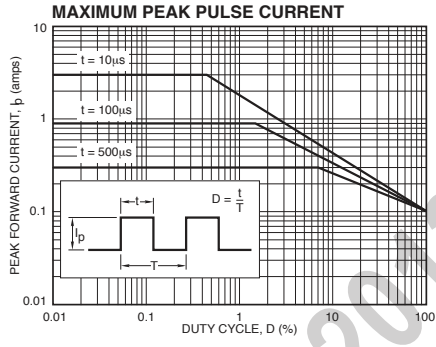 MAXIMUM PEAK PULSE CURRENT
PEAK FORWARD CURRENT, Ip (amps)
10
1
0.1
0.01
t = 10µs
t = 100µs
t = 500µs
t
D = t/T
Ip
T
0.01 0.1 1 10 100
DUTY CYCLE, D (%)